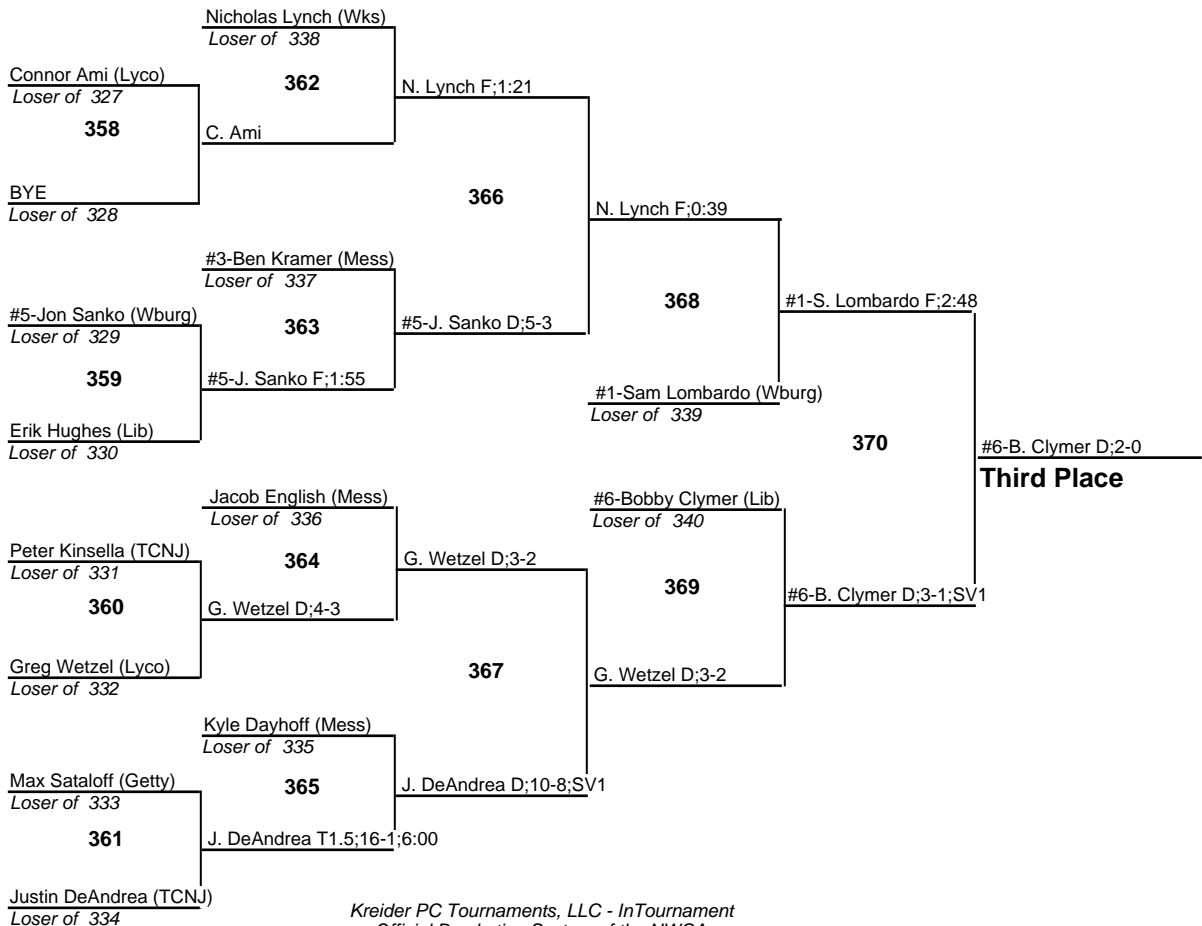 Nicholas Lynch (Wks)
Loser of 338
Connor Ami (Lyco)
Loser of 327
362
N. Lynch F;1:21
358
C. Ami
BYE
Loser of 328
366
N. Lynch F;0:39
#3-Ben Kramer (Mess)
Loser of 337
#5-Jon Sanko (Wburg)
Loser of 329
363
#5-J. Sanko D;5-3
368
#1-S. Lombardo F;2:48
359
#5-J. Sanko F;1:55
#1-Sam Lombardo (Wburg)
Loser of 339
Erik Hughes (Lib)
Loser of 330
370
#6-B. Clymer D;2-0
Third Place
Jacob English (Mess)
Loser of 336
#6-Bobby Clymer (Lib)
Loser of 340
Peter Kinsella (TCNJ)
Loser of 331
364
G. Wetzel D;3-2
369
360
G. Wetzel D;4-3
#6-B. Clymer D;3-1;SV1
Greg Wetzel (Lyco)
Loser of 332
367
G. Wetzel D;3-2
Kyle Dayhoff (Mess)
Loser of 335
Max Sataloff (Getty)
Loser of 333
365
J. DeAndrea D;10-8;SV1
361
J. DeAndrea T1.5;16-1;6:00
Justin DeAndrea (TCNJ)
Loser of 334
Kreider PC Tournaments, LLC - InTournament